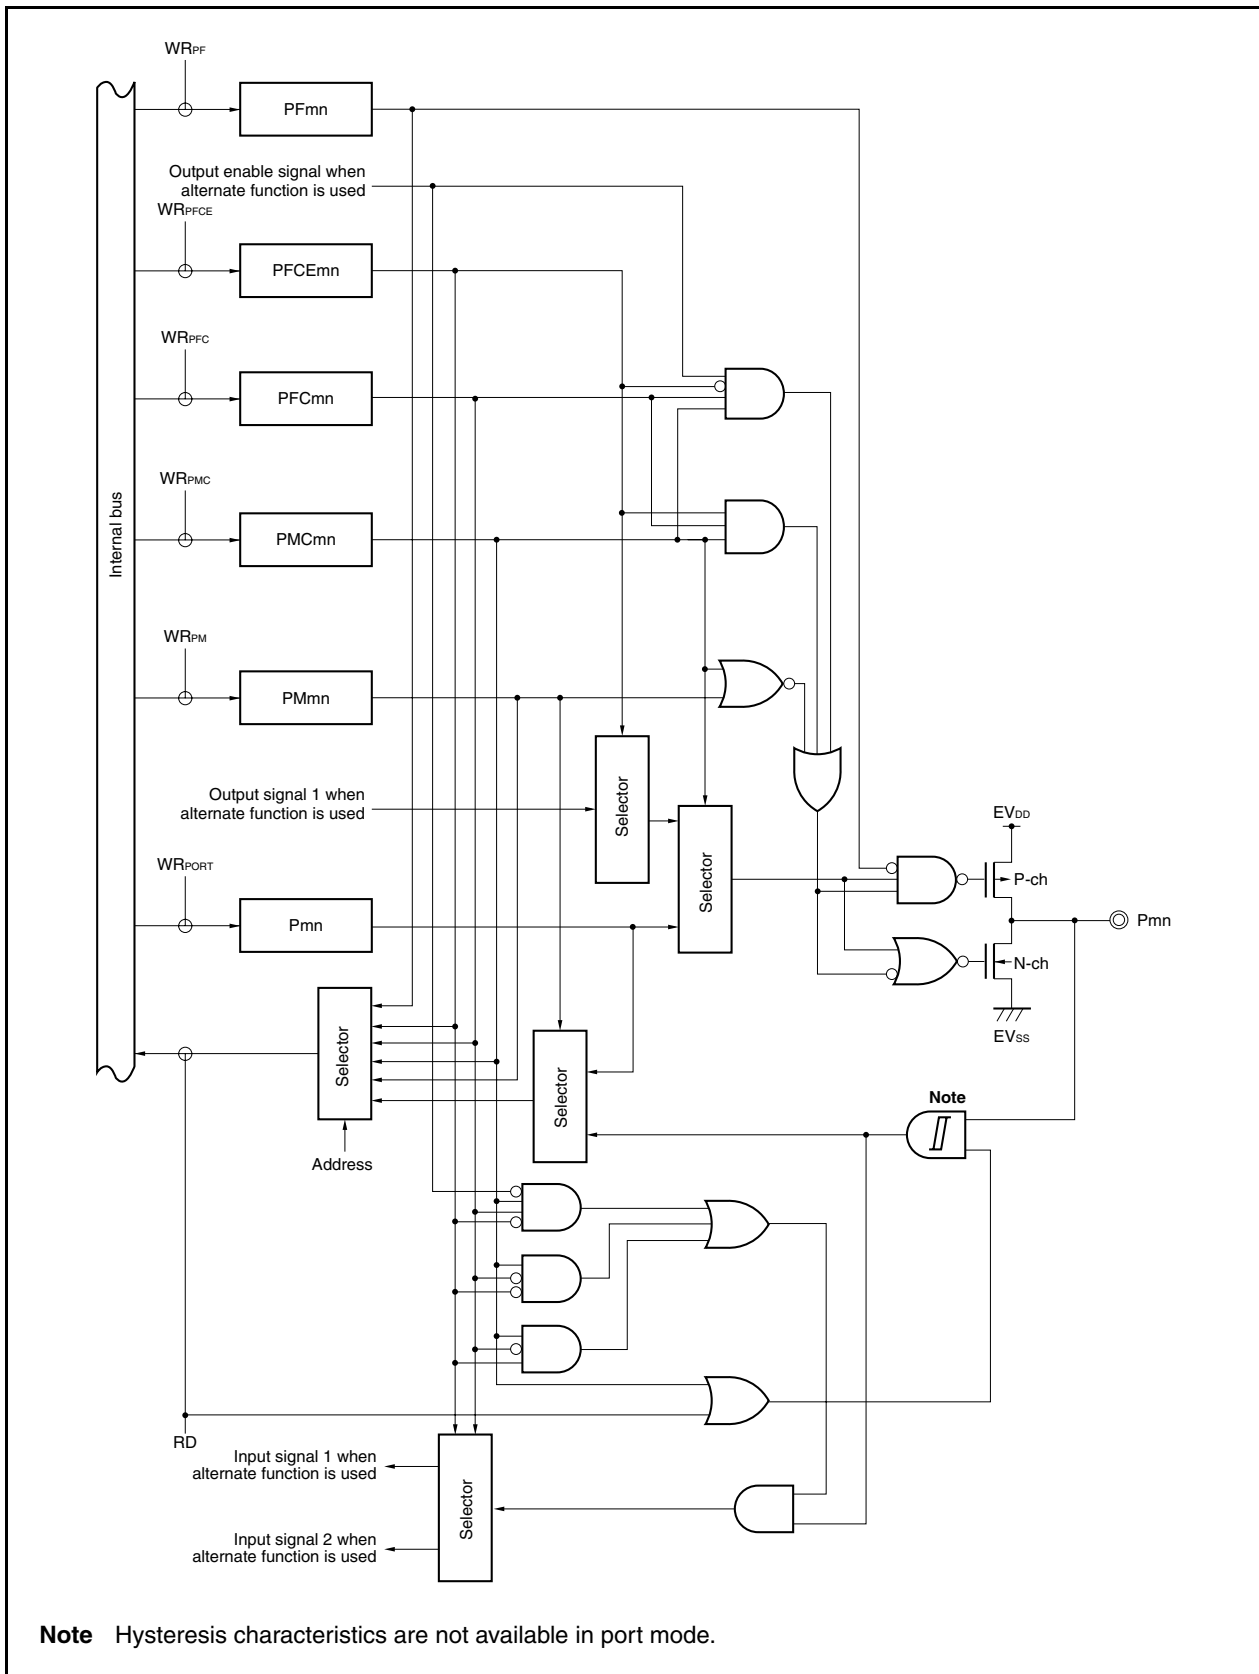 WRPF
PFmn
Output enable signal when
alternate function is used
WRPFCE
PFCEmn
WRPFC
PFCmn
WRPMC
Internal bus
PMCmn
WRPM
PMmn
Output signal 1 when
alternate function is used
Selector
Selector
EVDD
P-ch
WRPORT
Pmn
Pmn
N-ch
EVSS
Selector
Selector
Note
Address
RD
Input signal 1 when
alternate function is used
Selector
Input signal 2 when
alternate function is used
Note Hysteresis characteristics are not available in port mode.